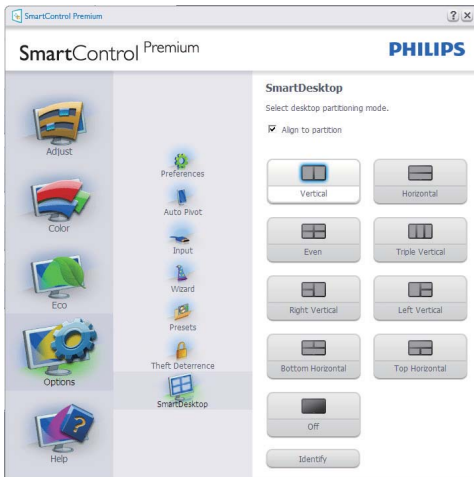 SmartControl Premium
SmartControl Premium
PHILIPS
Adjust
Color
Eco
Options
Help
Preferences
Auto Pivot
Input
Wizard
Presets
Theft Deterrence
SmartDesktop
SmartDesktop
Select desktop partitioning mode.
Align to partition
Vertical
Horizontal
Even
Triple Vertical
Right Vertical
Left Vertical
Bottom Horizontal
Top Horizontal
Off
Identify